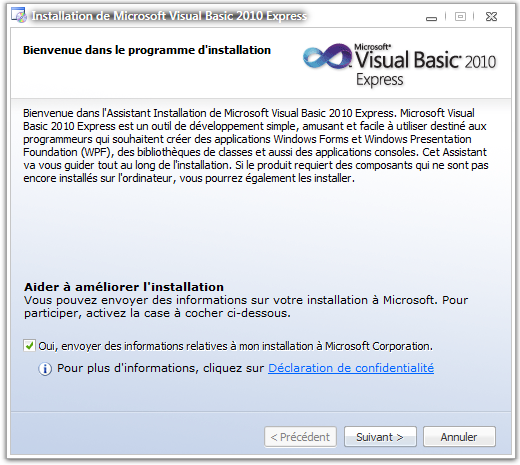 Installation de Microsoft Visual Basic 2010 Express
Bienvenue dans le programme d'installation
Microsoft®
Visual Basic® 2010
Express
Bienvenue dans l'Assistant Installation de Microsoft Visual Basic 2010 Express. Microsoft Visual
Basic 2010 Express est un outil de développement simple, amusant et facile à utiliser destiné aux
programmeurs qui souhaitent créer des applications Windows Forms et Windows Presentation
Foundation (WPF), des bibliothèques de classes et aussi des applications consoles. Cet Assistant
va vous guider tout au long de l'installation. Si le produit requiert des composants qui ne sont pas
encore installés sur l'ordinateur, vous pourrez également les installer.
Aider à améliorer l'installation
Vous pouvez envoyer des informations sur votre installation à Microsoft. Pour
participer, activez la case à cocher ci-dessous.
Oui, envoyer des informations relatives à mon installation à Microsoft Corporation.
Pour plus d'informations, cliquez sur Déclaration de confidentialité
< Précédent Suivant > Annuler